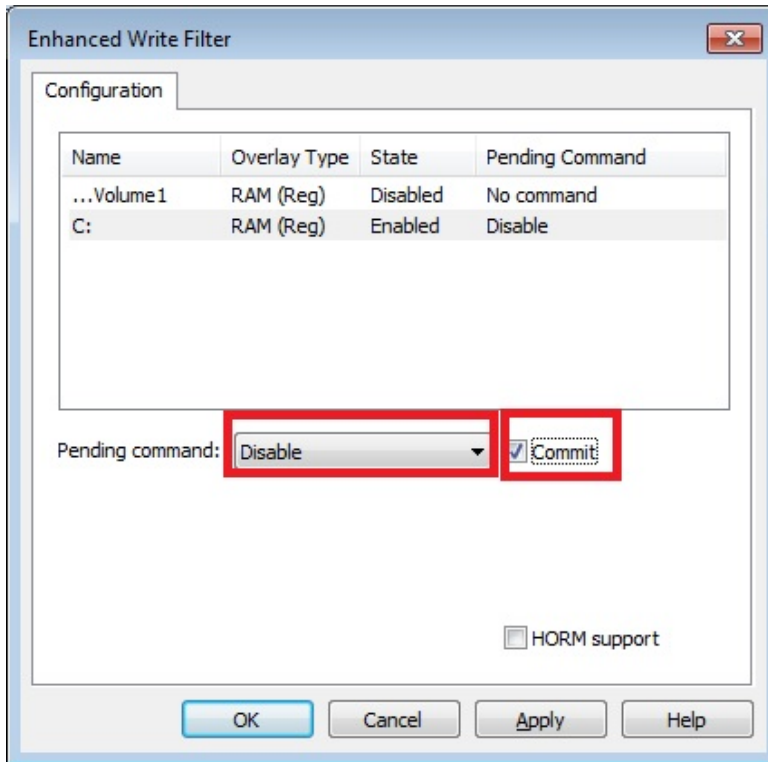 Enhanced Write Filter
Configuration
Name Overlay Type State Pending Command
...Volume1 RAM (Reg) Disabled No command
C: RAM (Reg) Enabled Disable
Pending command: Disable Commit
HORM support
OK Cancel Apply Help